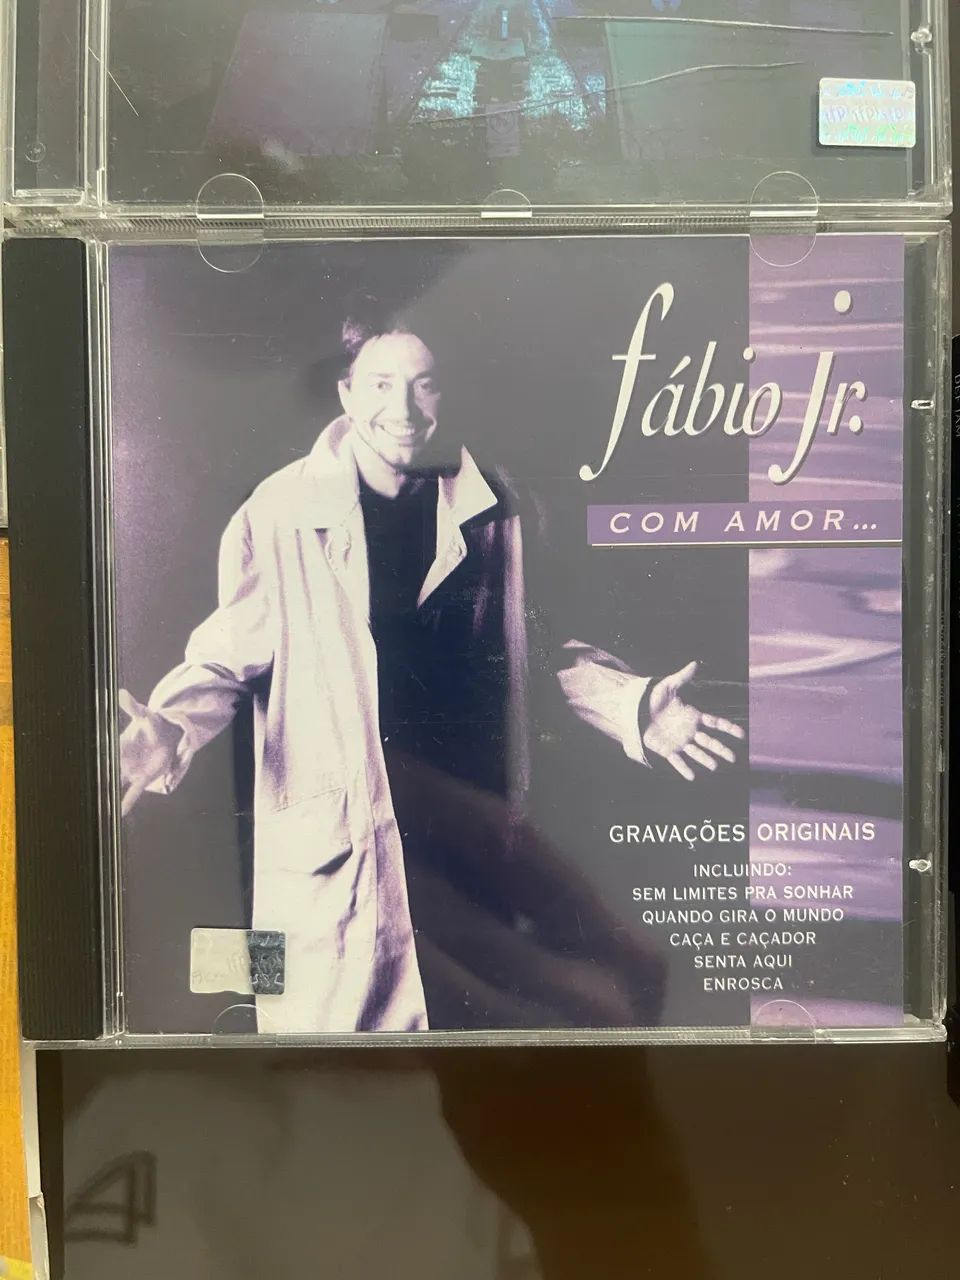 fábio Jr.
COM AMOR...
GRAVAÇÕES ORIGINAIS
INCLUINDO:
SEM LIMITES PRA SONHAR
QUANDO GIRA O MUNDO
CAÇA E CAÇADOR
SENTA AQUI
ENROSCA